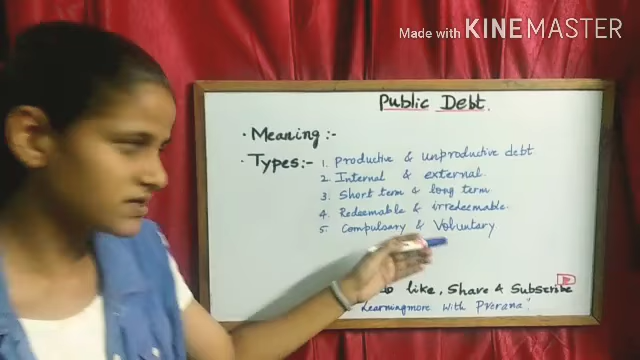 Made with KINEMASTER
Public Debt.
• Meaning :-
• Types:- 1. Productive & unproductive debt
2. Internal & external.
3. Short term & long term
4. Redeemable & irredeemable.
5. Compulsary & Voluntary
like, Share & Subscribe
Learningmore with Prerana"